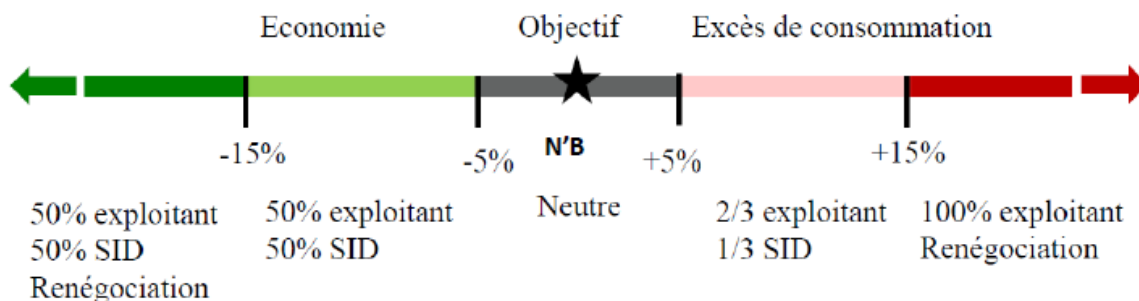 Economie Objectif Excès de consommation
-15% -5% N'B +5% +15%
50% exploitant 50% exploitant Neutre 2/3 exploitant 100% exploitant
50% SID 50% SID 1/3 SID Renégociation
Renégociation